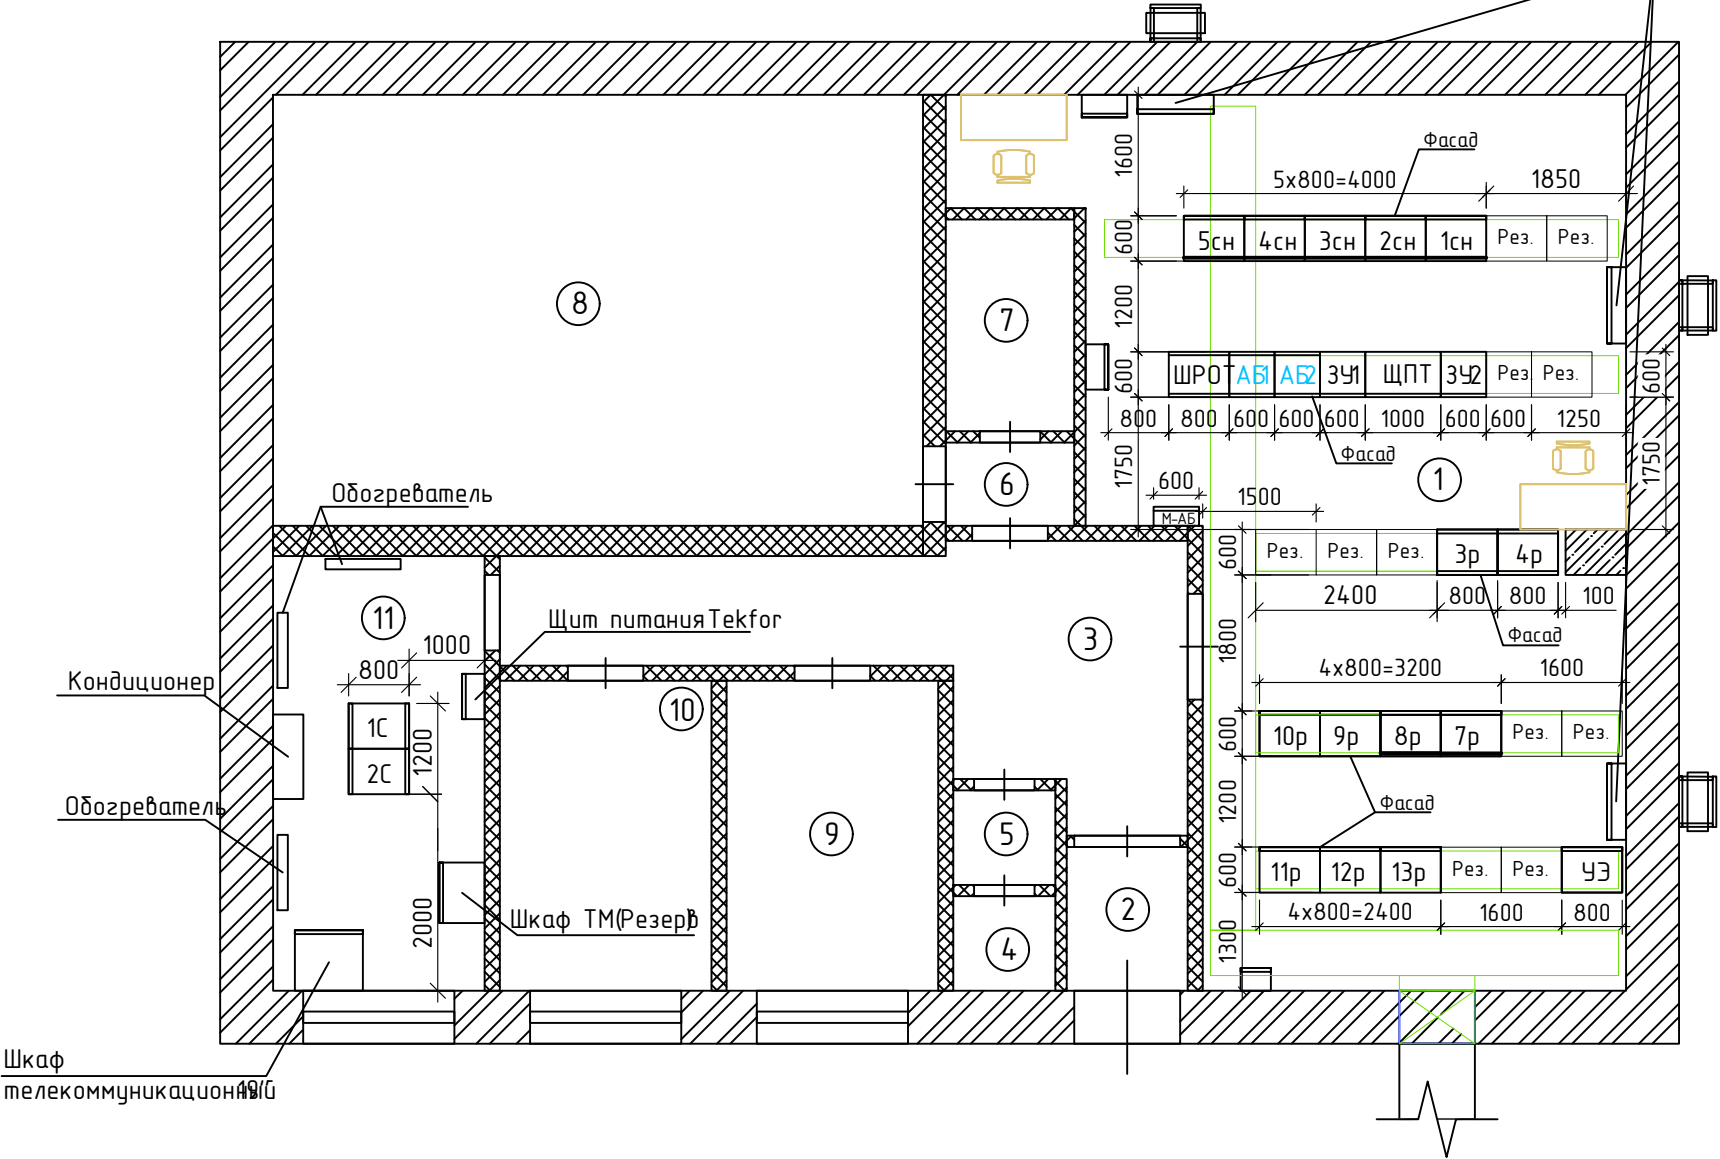 Фасад
1600
5х800=4000
1850
600
5сн
4сн
3сн
2сн
1сн
Рез.
Рез.
8
7
1200
600
ШРОТ
АБ1
АБ2
ЗУ1
ЩПТ
ЗУ2
Рез.
Рез.
600
800
800
600
600
600
1000
600
600
1250
Фасад
1750
1750
6
600
1500
1
М-АБ
Обогреватель
600
Рез.
Рез.
Рез.
3р
4р
2400
800
800
100
Фасад
11
Щит питания Tekfor
3
1800
1000
800
4х800=3200
1600
Кондиционер
10
1С
2С
1200
600
10р
9р
8р
7р
Рез.
Рез.
Обогреватель
1200
Фасад
9
5
600
11р
12р
13р
Рез.
Рез.
УЭ
2000
Шкаф ТМ(Резерв)
2
4
4х800=2400
1600
800
1300
Шкаф
телекоммуникационный 19"